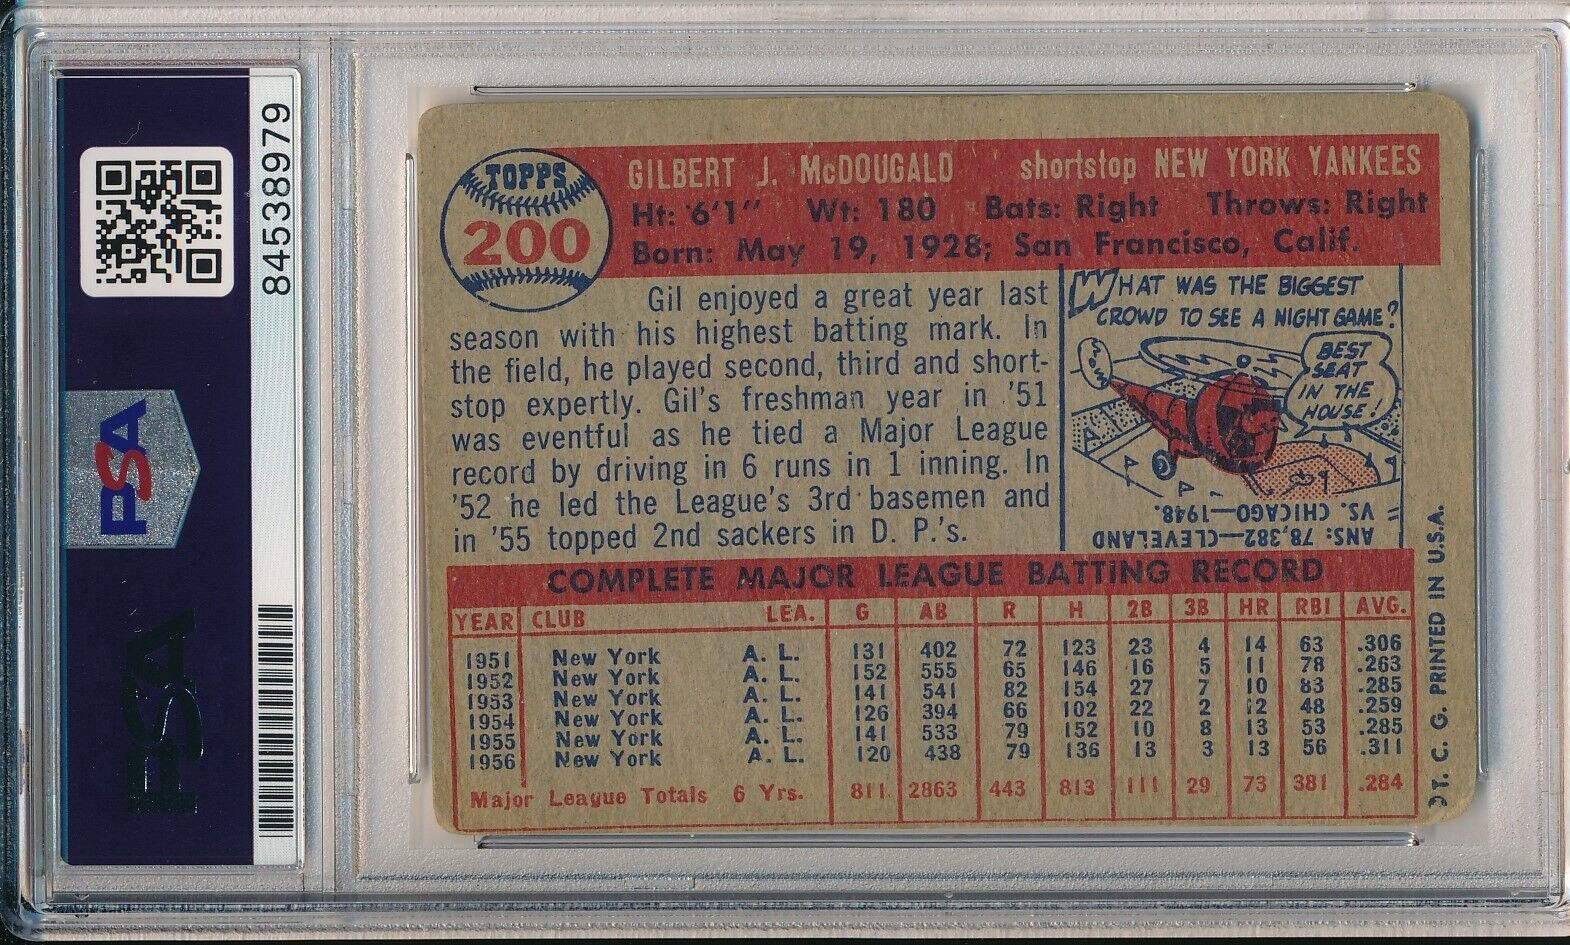 84538979
PSA
PSA
TOPPS
200
GILBERT J. McDOUGALD shortstop NEW YORK YANKEES
Ht: 6'1" Wt: 180 Bats: Right Throws: Right
Born: May 19, 1928; San Francisco, Calif.
Gil enjoyed a great year last
season with his highest batting mark. In
the field, he played second, third and short-
stop expertly. Gil's freshman year in '51
was eventful as he tied a Major League
record by driving in 6 runs in 1 inning. In
'52 he led the League's 3rd basemen and
in '55 topped 2nd sackers in D. P.'s.
WHAT WAS THE BIGGEST
CROWD TO SEE A NIGHT GAME?
BEST
SEAT
IN THE
HOUSE!
ANS: 78,382—CLEVELAND
VS. CHICAGO—1948.
COMPLETE MAJOR LEAGUE BATTING RECORD
YEAR CLUB LEA. G AB R H 2B 3B HR RBI AVG.
1951 New York A. L. 131 402 72 123 23 4 14 63 .306
1952 New York A. L. 152 555 65 146 16 5 11 78 .263
1953 New York A. L. 141 541 82 154 27 7 10 83 .285
1954 New York A. L. 126 394 66 102 22 2 12 48 .259
1955 New York A. L. 141 533 79 152 10 8 13 53 .285
1956 New York A. L. 120 438 79 136 13 3 13 56 .311
Major League Totals 6 Yrs. 811 2863 443 813 111 29 73 381 .284
T. C. G. PRINTED IN U.S.A.